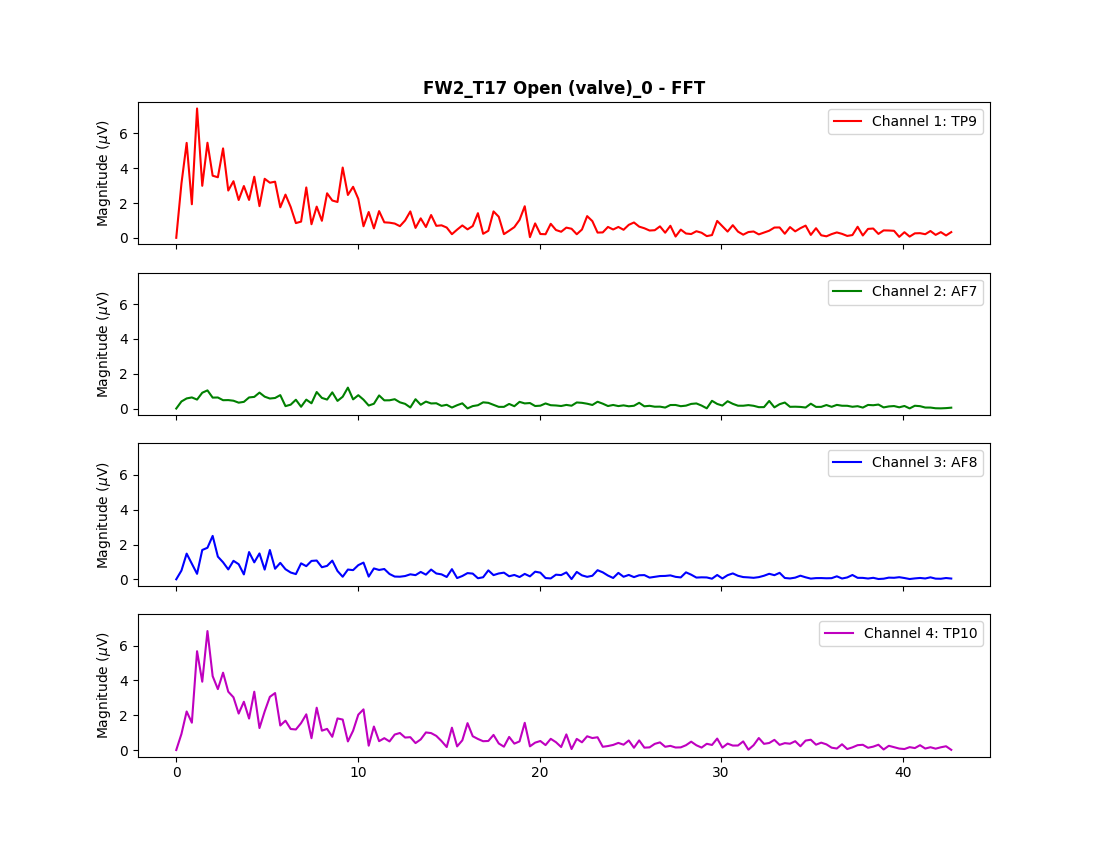 FW2_T17 Open (valve)_0 - FFT
Magnitude (μV)
6
4
2
0
Channel 1: TP9
Magnitude (μV)
6
4
2
0
Channel 2: AF7
Magnitude (μV)
6
4
2
0
Channel 3: AF8
Magnitude (μV)
6
4
2
0
Channel 4: TP10
0 10 20 30 40